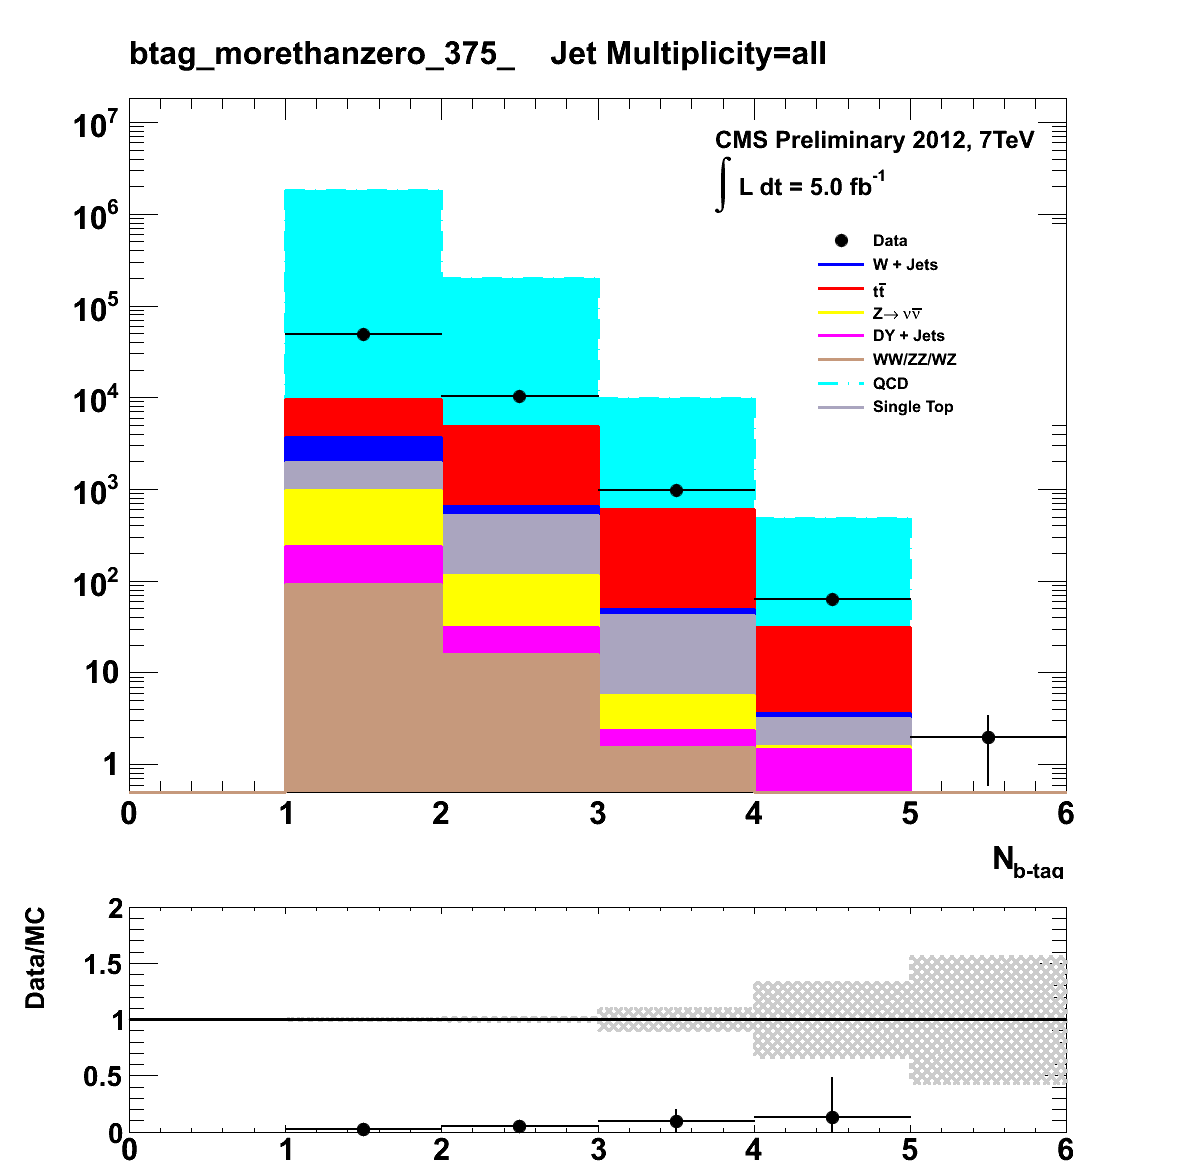 btag_morethanzero_375_ Jet Multiplicity=all
10⁷
CMS Preliminary 2012, 7TeV
∫ L dt = 5.0 fb⁻¹
10⁶
Data
W + Jets
tt̅
Z→ νν̅
DY + Jets
WW/ZZ/WZ
QCD
Single Top
10⁵
10⁴
10³
10²
10
1
0 1 2 3 4 5 6
N_b-tag
Data/MC
2
1.5
1
0.5
0
0 1 2 3 4 5 6